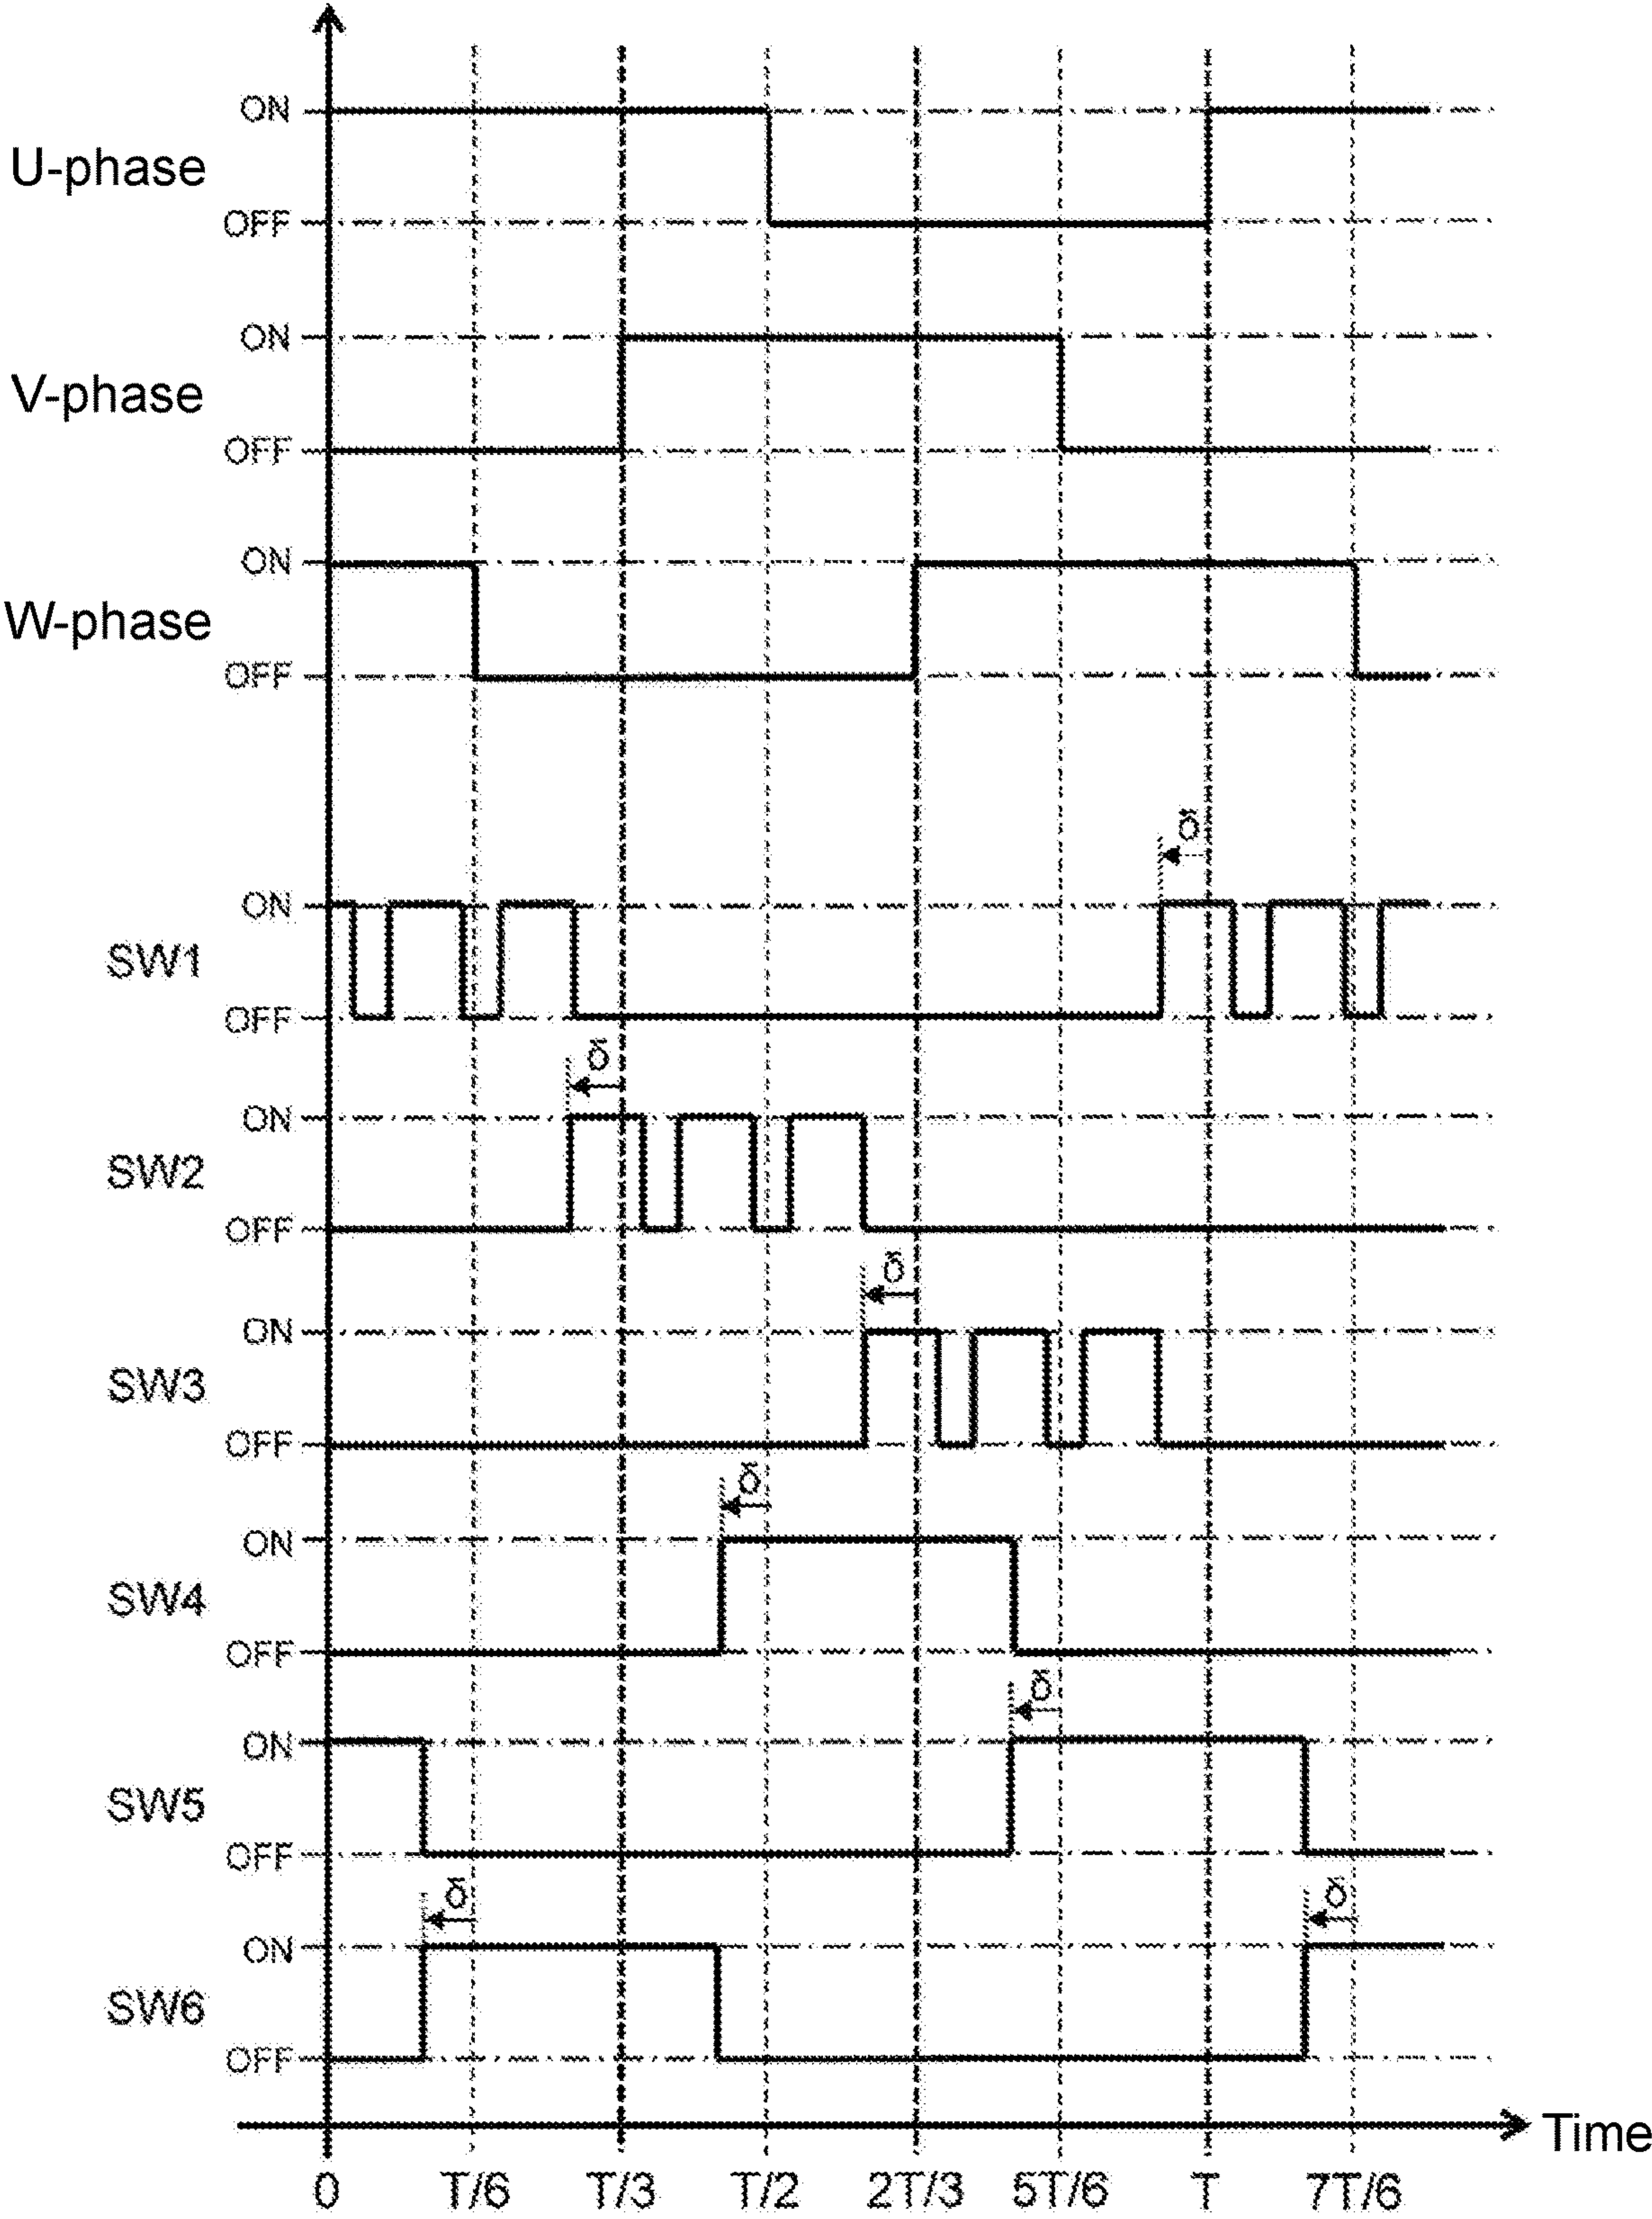 ON
U-phase
OFF
ON
V-phase
OFF
ON
W-phase
OFF
δ
ON
SW1
OFF
δ
ON
SW2
OFF
δ
ON
SW3
OFF
δ
ON
SW4
OFF
δ
ON
SW5
OFF
δ δ
ON
SW6
OFF
Time
0 T/6 T/3 T/2 2T/3 5T/6 T 7T/6